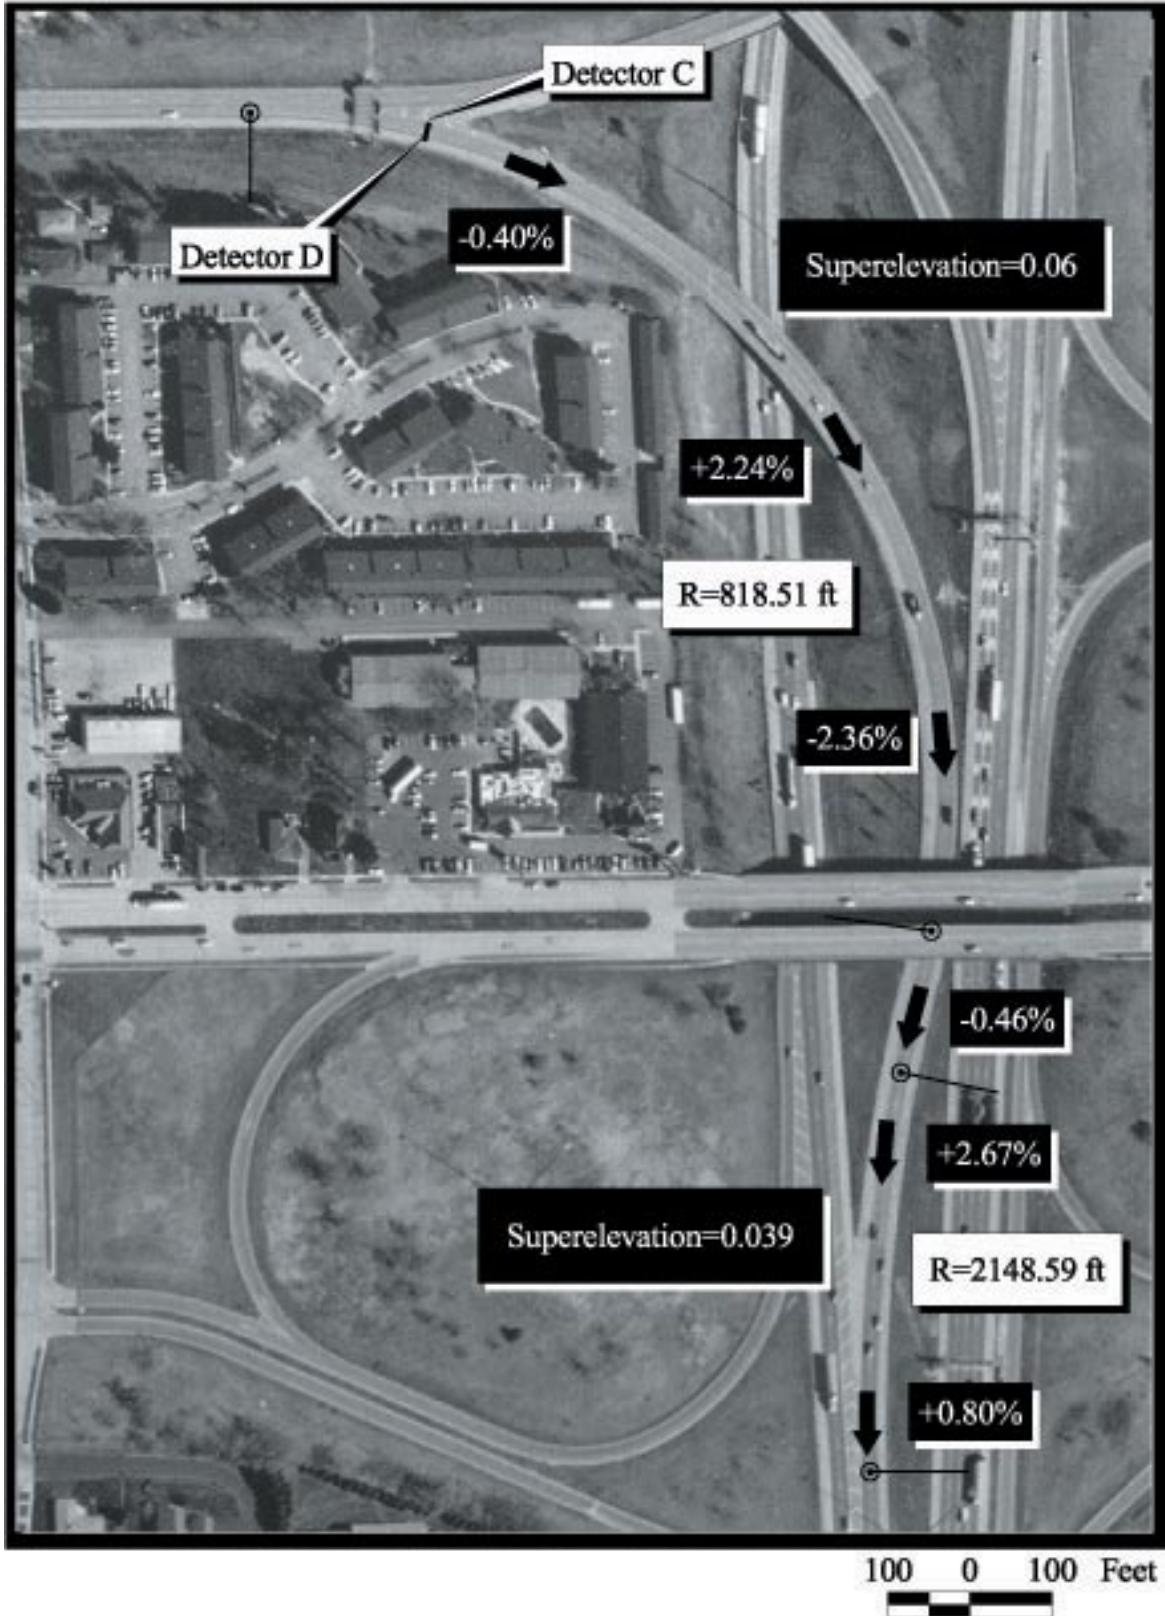 Detector C
Detector D
-0.40%
Superelevation=0.06
+2.24%
R=818.51 ft
-2.36%
-0.46%
+2.67%
Superelevation=0.039
R=2148.59 ft
+0.80%
100 0 100 Feet